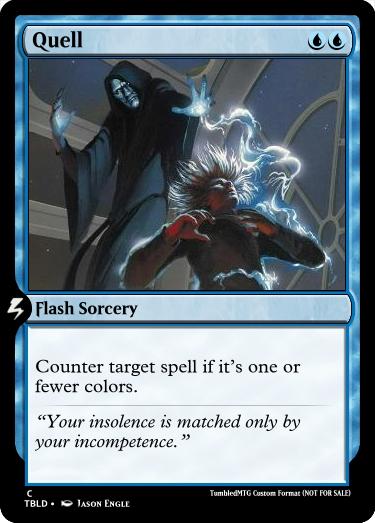 Quell
Flash Sorcery
Counter target spell if it's one or
fewer colors.
“Your insolence is matched only by
your incompetence.”
C
TBLD • Jason Engle
TumbledMTG Custom Format (NOT FOR SALE)